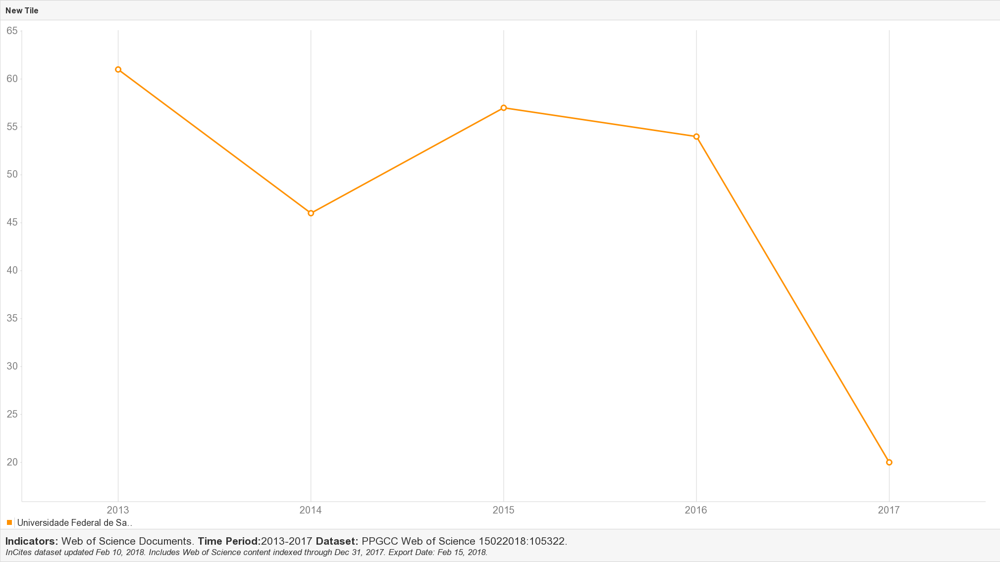 New Tile
65
60
55
50
45
40
35
30
25
20
2013 2014 2015 2016 2017
Universidade Federal de Sa..
Indicators: Web of Science Documents. Time Period:2013-2017 Dataset: PPGCC Web of Science 15022018:105322.
InCites dataset updated Feb 10, 2018. Includes Web of Science content indexed through Dec 31, 2017. Export Date: Feb 15, 2018.